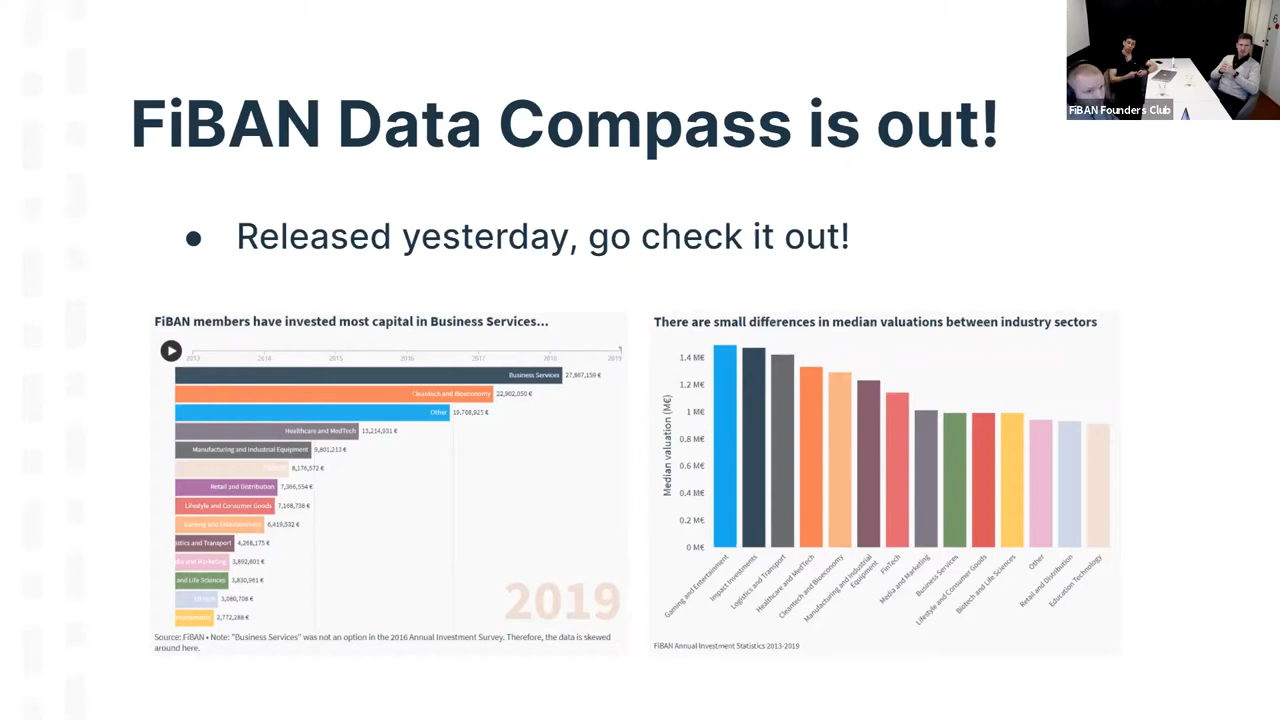 FiBAN Data Compass is out!
FiBAN Founders Club
● Released yesterday, go check it out!
FiBAN members have invested most capital in Business Services...
2013 2014 2015 2016 2017 2018 2019
Business Services 27,867,159 €
Cleantech and Bioeconomy 22,902,050 €
Other 19,768,925 €
Healthcare and MedTech 13,214,931 €
Manufacturing and Industrial Equipment 9,801,213 €
8,176,572 €
Retail and Distribution 7,366,554 €
Lifestyle and Consumer Goods 7,168,738 €
Gaming and Entertainment 6,419,532 €
istics and Transport 4,268,175 €
dia and Marketing 3,892,601 €
and Life Sciences 3,830,961 €
3,080,708 €
2,772,288 €
2019
Source: FiBAN • Note: "Business Services" was not an option in the 2016 Annual Investment Survey. Therefore, the data is skewed
around here.
There are small differences in median valuations between industry sectors
Median valuation (M€)
1.4 M€
1.2 M€
1 M€
0.8 M€
0.6 M€
0.4 M€
0.2 M€
0 M€
Gaming and Entertainment
Impact Investments
Logistics and Transport
Healthcare and MedTech
Cleantech and Bioeconomy
Manufacturing and Industrial
Equipment
FinTech
Media and Marketing
Business Services
Lifestyle and Consumer Goods
Biotech and Life Sciences
Other
Retail and Distribution
Education Technology
FiBAN Annual Investment Statistics 2013-2019